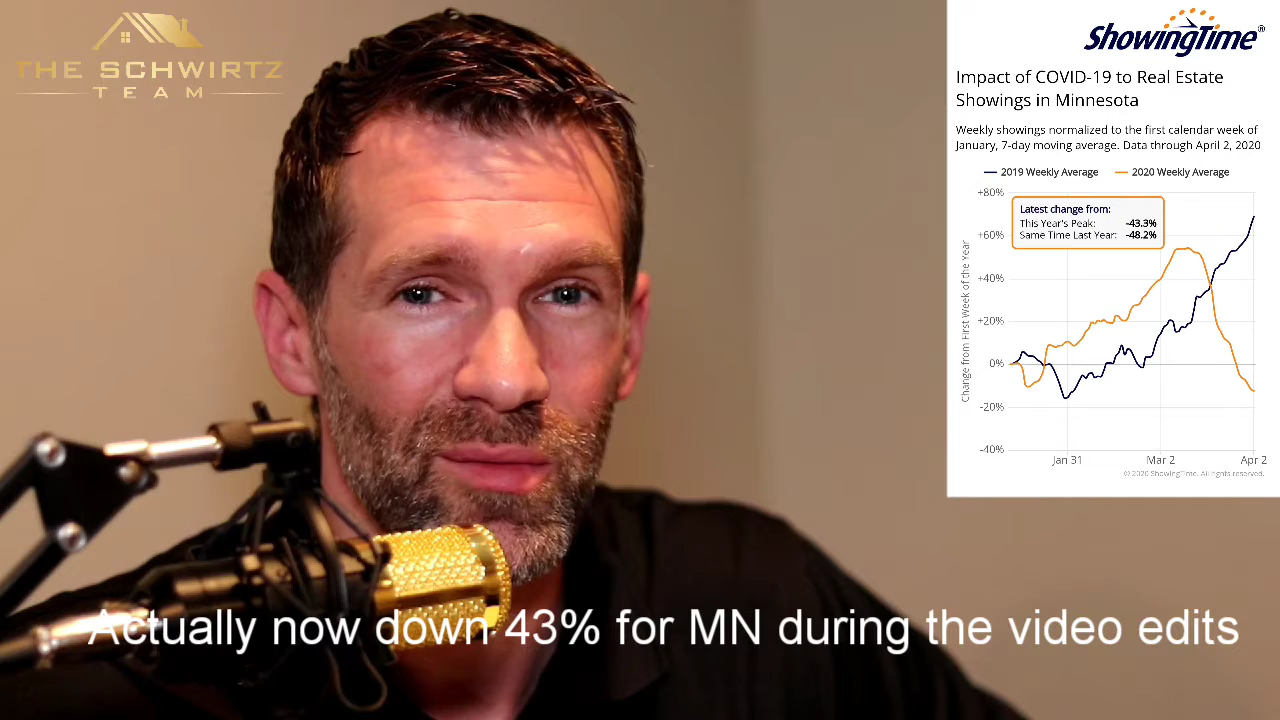 THE SCHWIRTZ
TEAM
ShowingTime®
Impact of COVID-19 to Real Estate
Showings in Minnesota
Weekly showings normalized to the first calendar week of
January, 7-day moving average. Data through April 2, 2020
2019 Weekly Average 2020 Weekly Average
Change from First Week of the Year
+80%
+60%
+40%
+20%
0%
-20%
-40%
Latest change from:
This Year's Peak: -43.3%
Same Time Last Year: -48.2%
Jan 31 Mar 2 Apr 2
© 2020 ShowingTime. All rights reserved.
Actually now down 43% for MN during the video edits